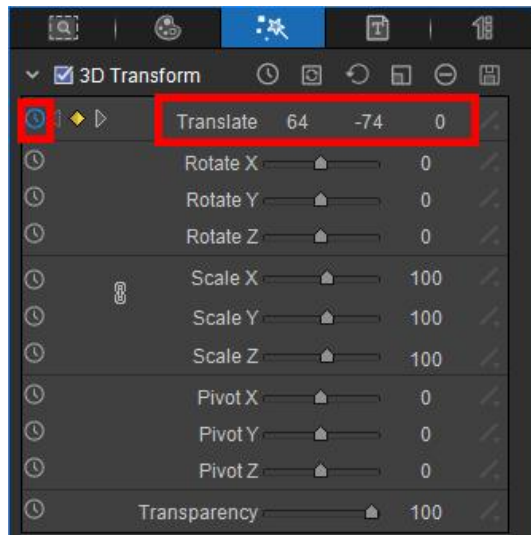 3D Transform
Translate 64 -74 0
Rotate X 0
Rotate Y 0
Rotate Z 0
Scale X 100
Scale Y 100
Scale Z 100
Pivot X 0
Pivot Y 0
Pivot Z 0
Transparency 100